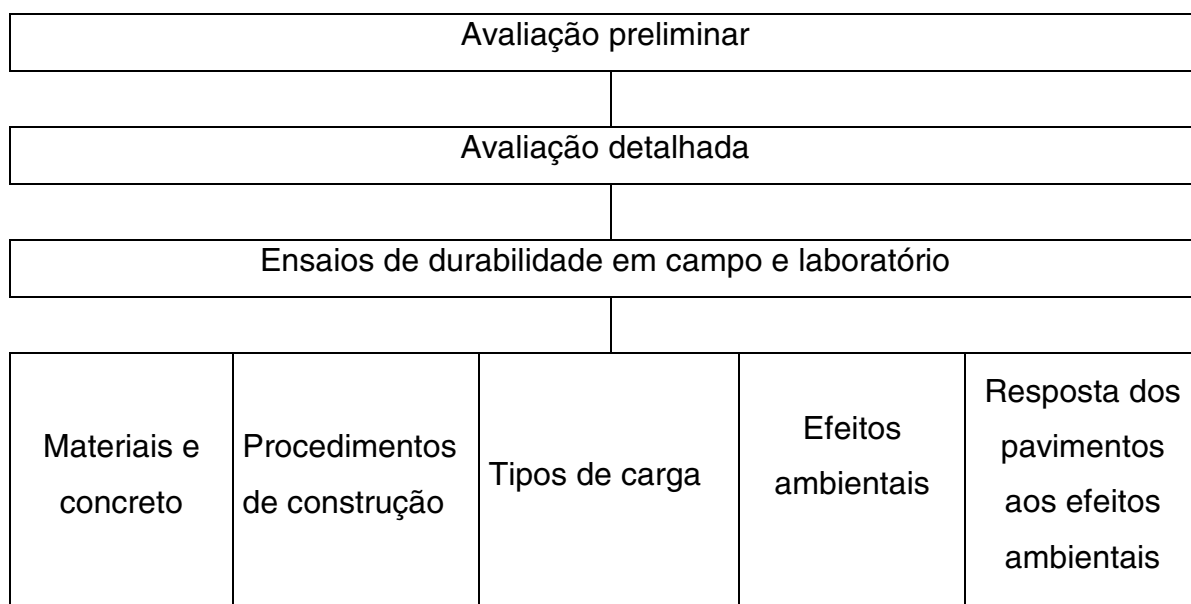 Avaliação preliminar
Avaliação detalhada
Ensaios de durabilidade em campo e laboratório
Materiais e
concreto
Procedimentos
de construção
Tipos de carga
Efeitos
ambientais
Resposta dos
pavimentos
aos efeitos
ambientais